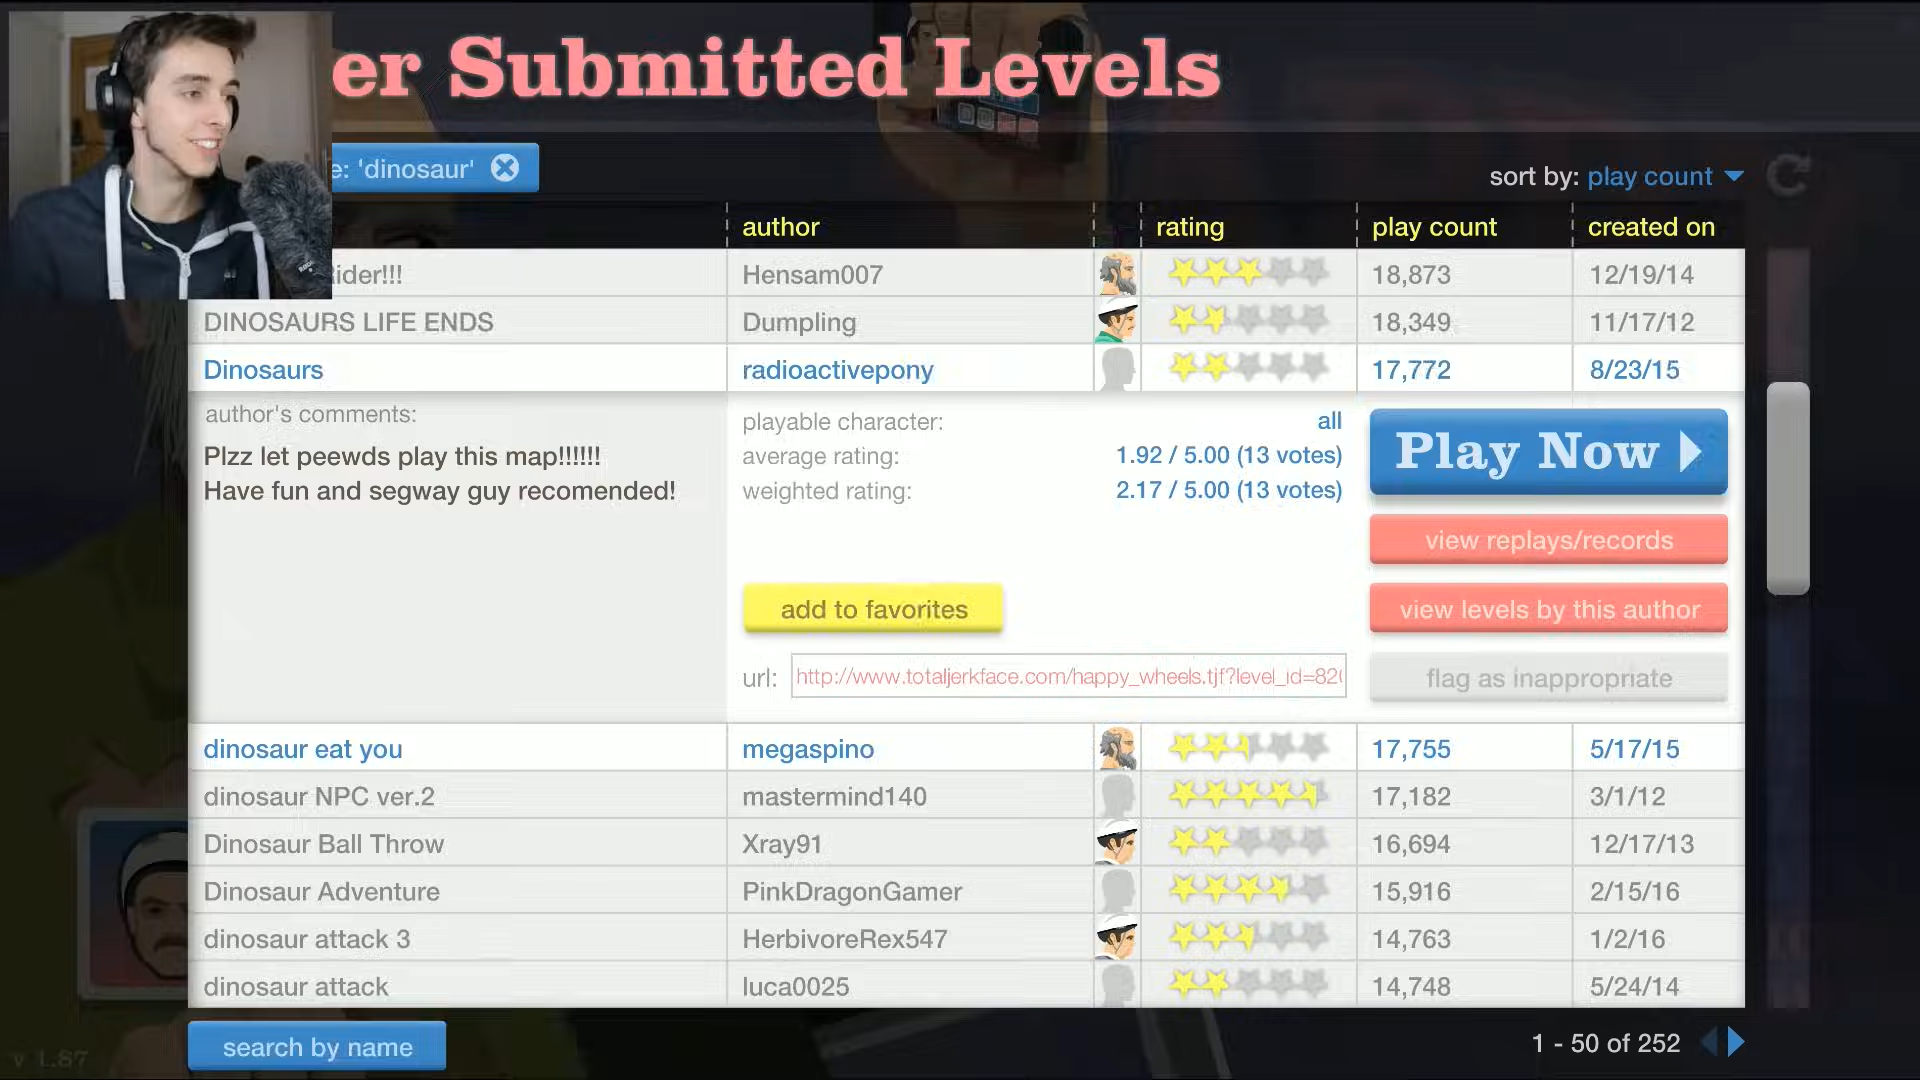 er Submitted Levels
e: 'dinosaur'
sort by: play count
author rating play count created on
ider!!! Hensam007 18,873 12/19/14
DINOSAURS LIFE ENDS Dumpling 18,349 11/17/12
Dinosaurs radioactivepony 17,772 8/23/15
author's comments:
Plzz let peewds play this map!!!!!!
Have fun and segway guy recomended!
playable character: all
average rating: 1.92 / 5.00 (13 votes)
weighted rating: 2.17 / 5.00 (13 votes)
add to favorites
url: http://www.totaljerkface.com/happy_wheels.tjf?level_id=82
Play Now
view replays/records
view levels by this author
flag as inappropriate
dinosaur eat you megaspino 17,755 5/17/15
dinosaur NPC ver.2 mastermind140 17,182 3/1/12
Dinosaur Ball Throw Xray91 16,694 12/17/13
Dinosaur Adventure PinkDragonGamer 15,916 2/15/16
dinosaur attack 3 HerbivoreRex547 14,763 1/2/16
dinosaur attack luca0025 14,748 5/24/14
search by name
1 - 50 of 252
v 1.87